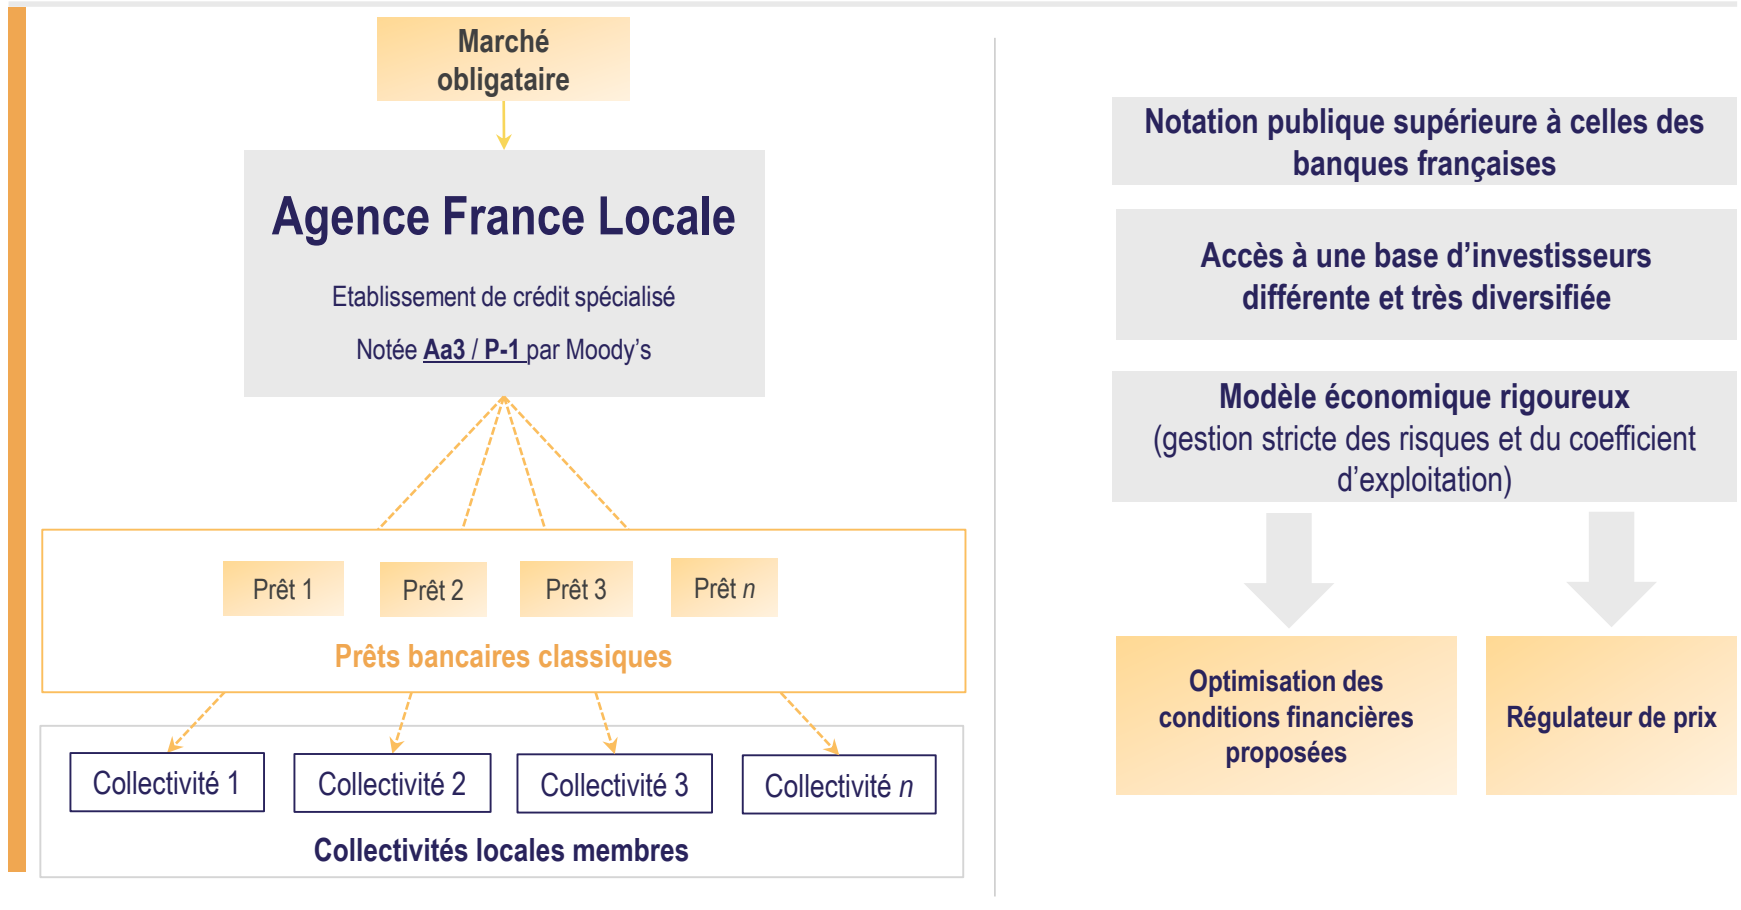 Marché
obligataire
Agence France Locale
Etablissement de crédit spécialisé
Notée Aa3 / P-1 par Moody’s
Prêt 1
Prêt 2
Prêt 3
Prêt n
Prêts bancaires classiques
Collectivité 1
Collectivité 2
Collectivité 3
Collectivité n
Collectivités locales membres
Notation publique supérieure à celles des
banques françaises
Accès à une base d’investisseurs
différente et très diversifiée
Modèle économique rigoureux
(gestion stricte des risques et du coefficient
d’exploitation)
Optimisation des
conditions financières
proposées
Régulateur de prix